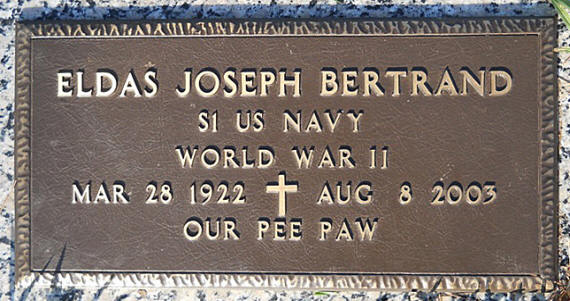 ELDAS JOSEPH BERTRAND
S1 US NAVY
WORLD WAR II
MAR 28 1922 AUG 8 2003
OUR PEE PAW